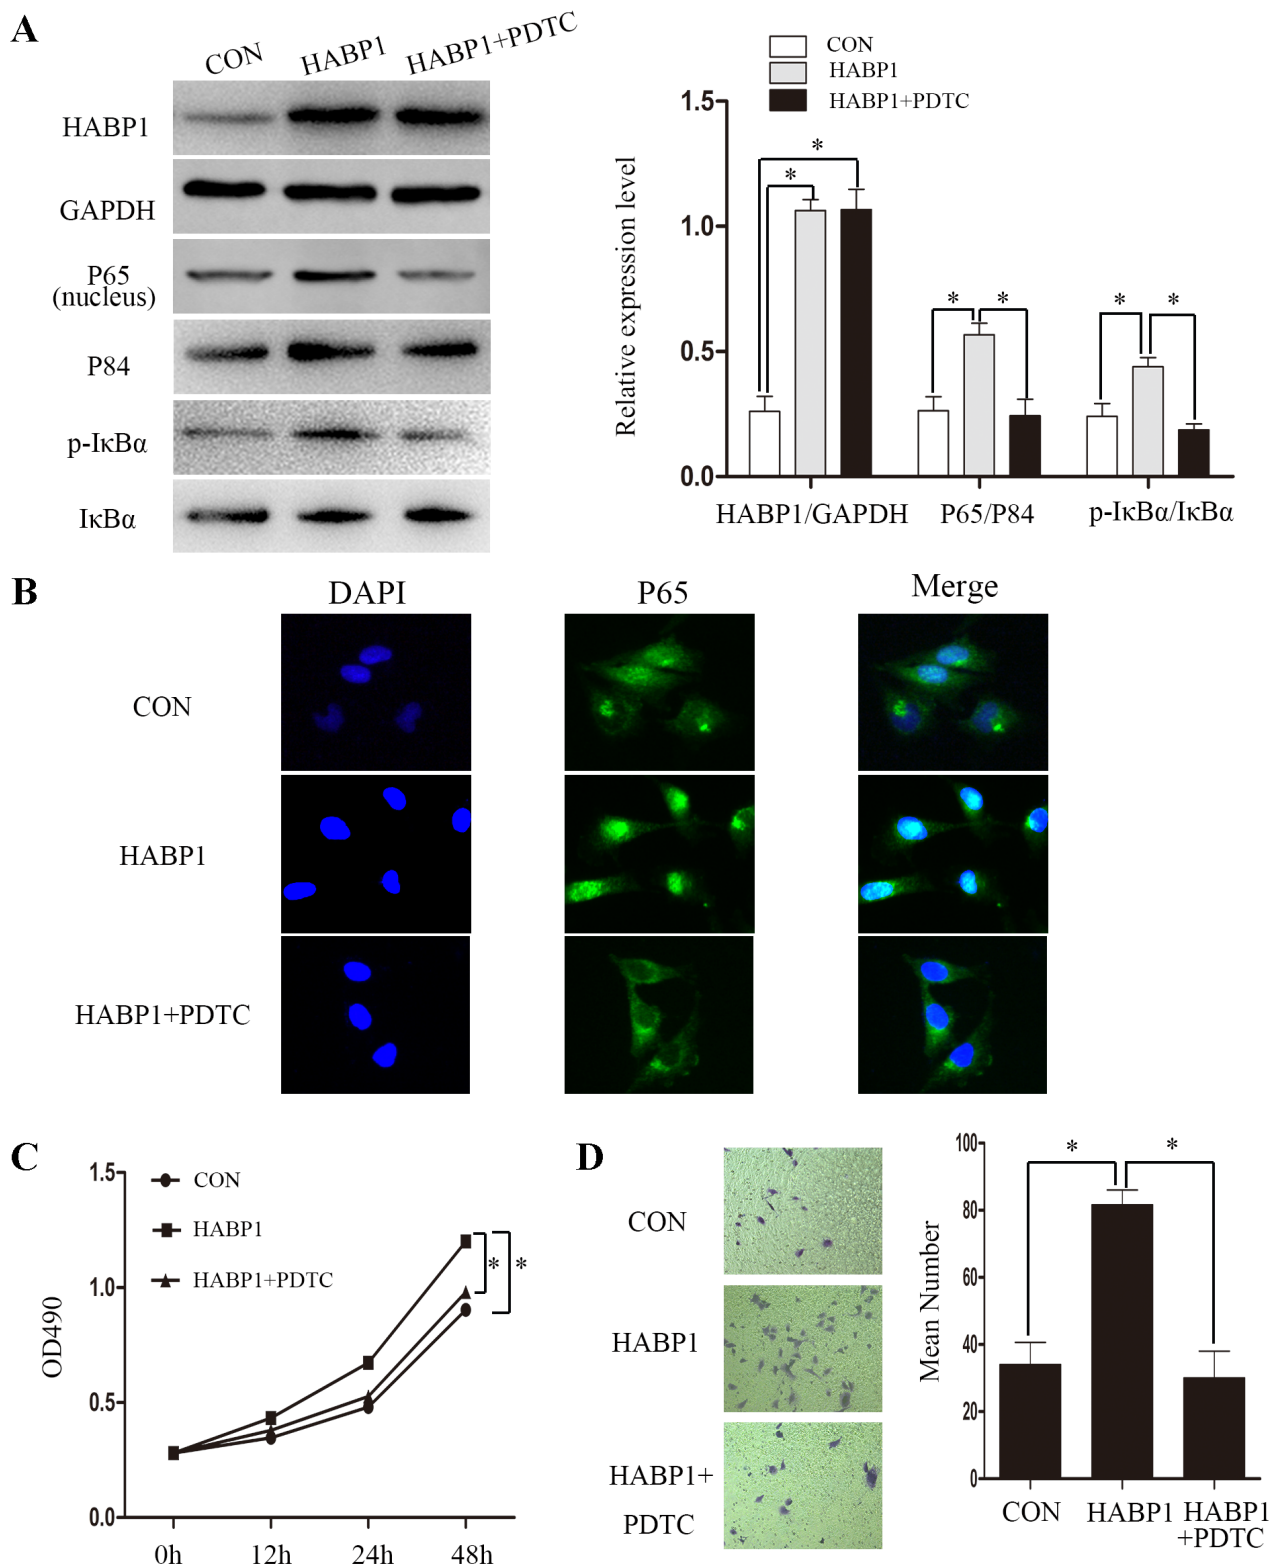 A
CON HABP1 HABP1+PDTC
HABP1
GAPDH
P65
(nucleus)
P84
p-IκBα
IκBα
CON
HABP1
HABP1+PDTC
Relative expression level
1.5
1.0
0.5
0.0
* *
* *
* *
HABP1/GAPDH P65/P84 p-IκBα/IκBα
B
DAPI P65 Merge
CON
HABP1
HABP1+PDTC
C
OD490
1.5
1.0
0.5
0.0
CON
HABP1
HABP1+PDTC
* *
0h 12h 24h 48h
D
CON
HABP1
HABP1+
PDTC
Mean Number
100
80
60
40
20
0
* *
CON HABP1 HABP1
+PDTC